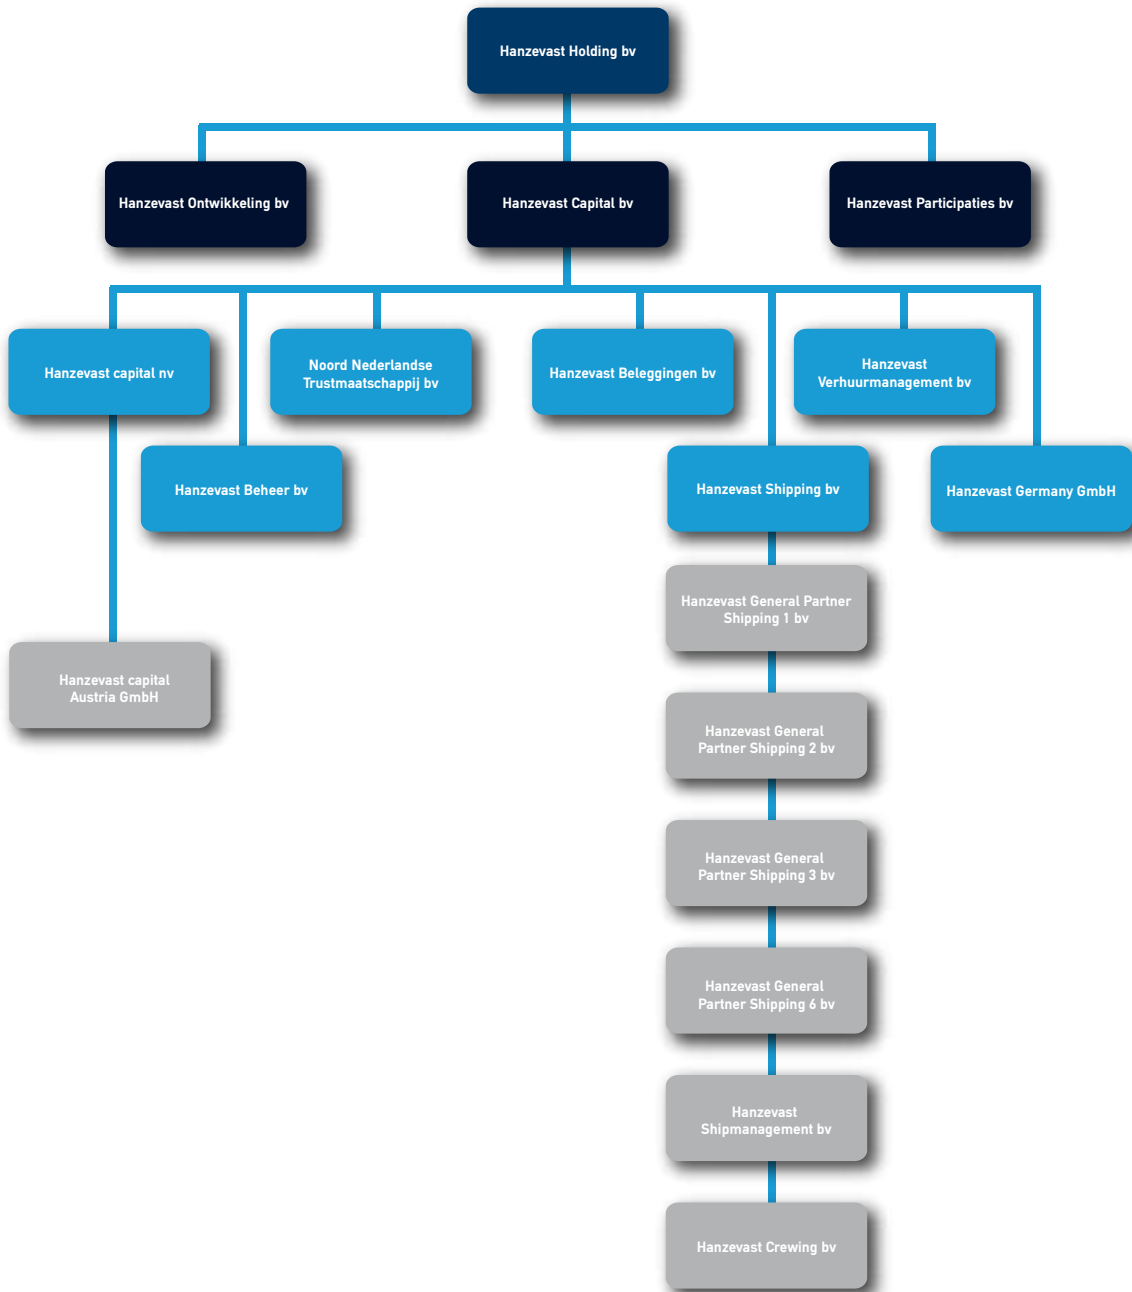 Hanzevast Holding bv
Hanzevast Ontwikkeling bv
Hanzevast Capital bv
Hanzevast Participaties bv
Hanzevast capital nv
Noord Nederlandse
Trustmaatschappij bv
Hanzevast Beleggingen bv
Hanzevast
Verhuurmanagement bv
Hanzevast Beheer bv
Hanzevast Shipping bv
Hanzevast Germany GmbH
Hanzevast General Partner
Shipping 1 bv
Hanzevast capital
Austria GmbH
Hanzevast General
Partner Shipping 2 bv
Hanzevast General
Partner Shipping 3 bv
Hanzevast General
Partner Shipping 6 bv
Hanzevast
Shipmanagement bv
Hanzevast Crewing bv